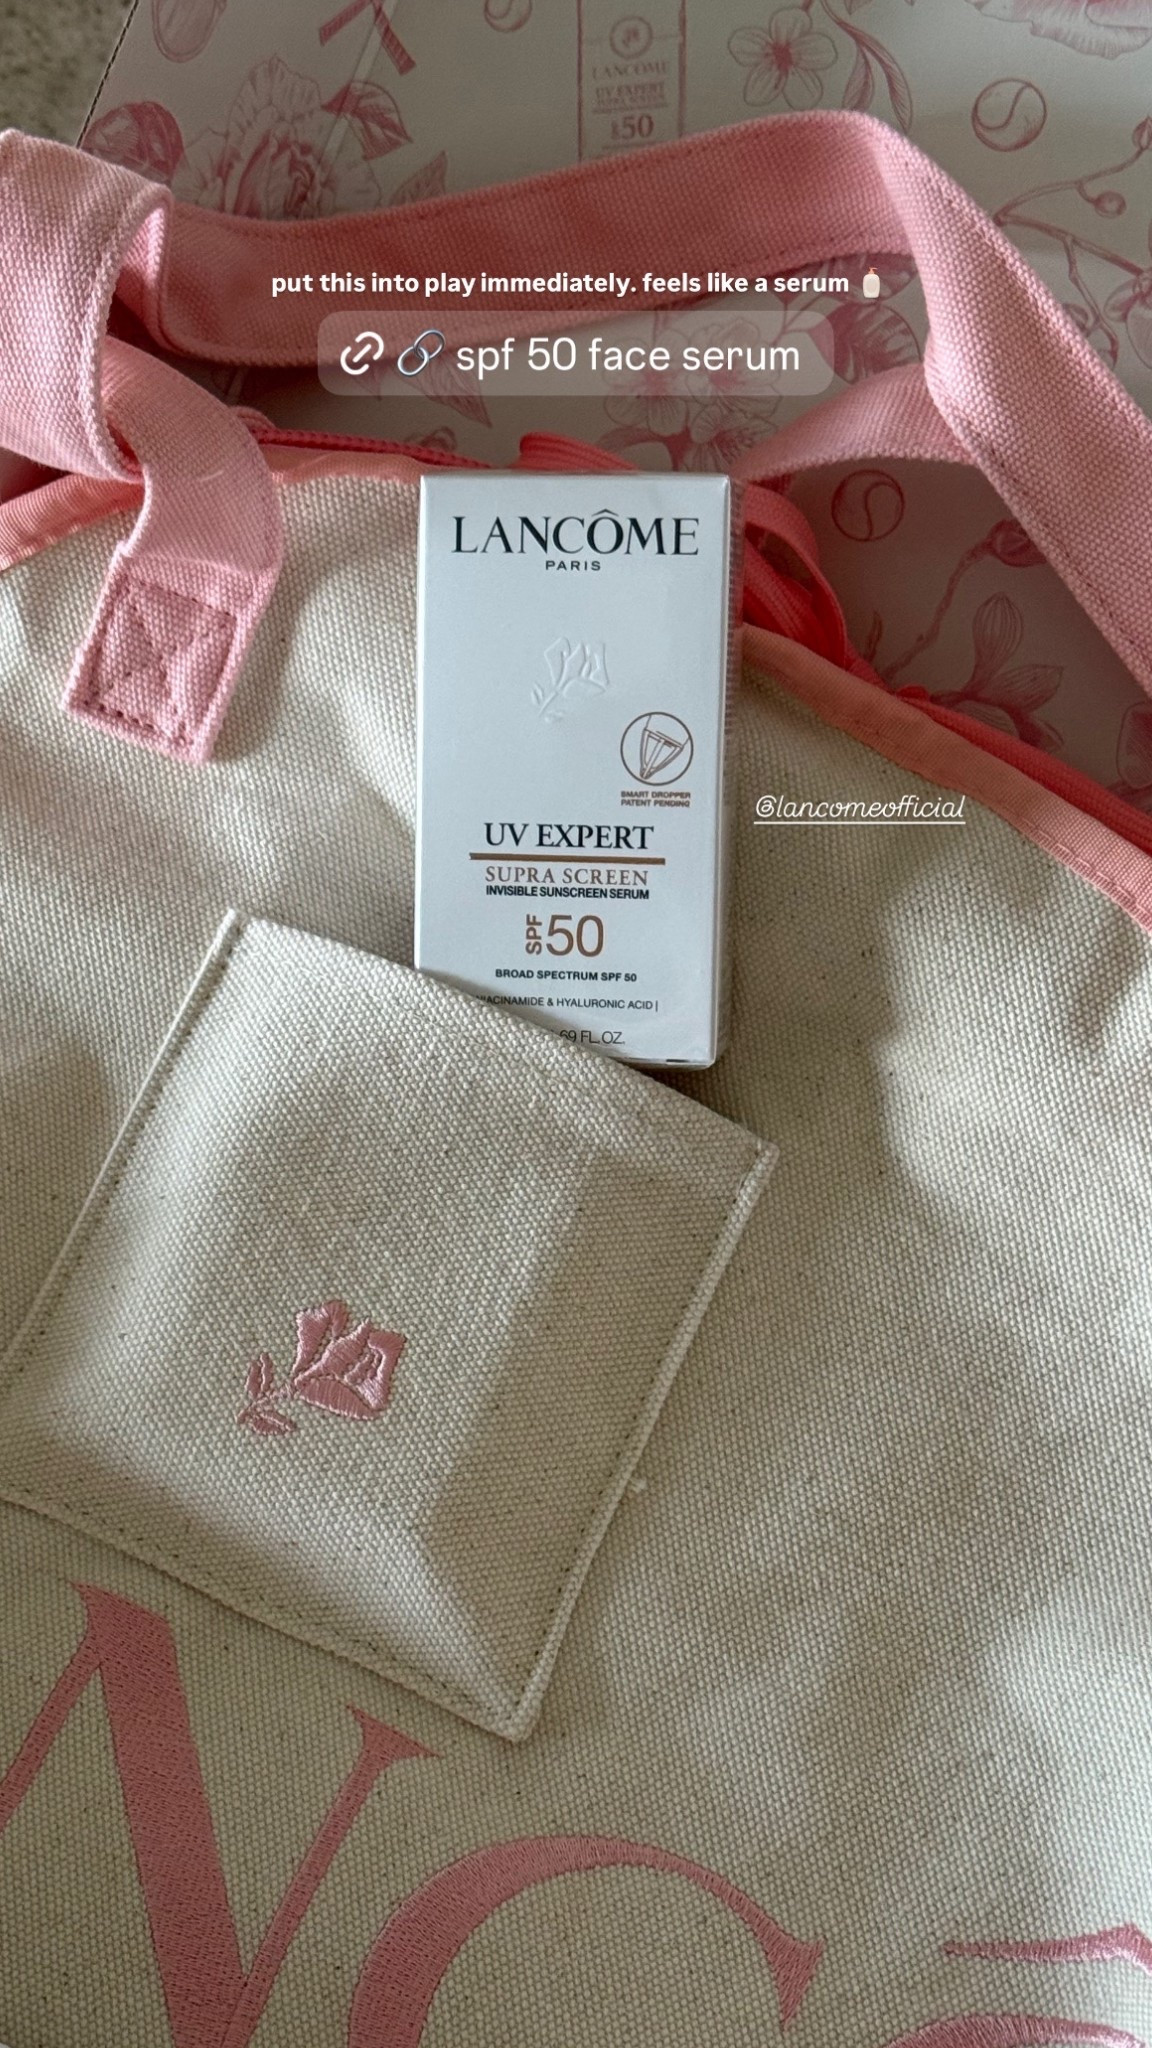 LANCÔME
UV EXPERT
50
put this into play immediately. feels like a serum 🧴
🔗 spf 50 face serum
LANCÔME
PARIS
SMART DROPPER
PATENT PENDING
@lancomeofficial
UV EXPERT
SUPRA SCREEN
INVISIBLE SUNSCREEN SERUM
SPF 50
BROAD SPECTRUM SPF 50
& HYALURONIC ACID |
FL. OZ.
NC